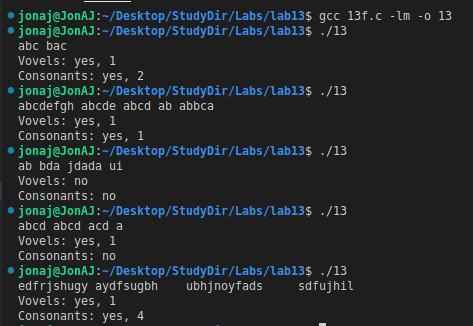 jonaj@JonAJ:~/Desktop/StudyDir/Labs/lab13$ gcc 13f.c -lm -o 13
jonaj@JonAJ:~/Desktop/StudyDir/Labs/lab13$ ./13
abc bac
Vovels: yes, 1
Consonants: yes, 2
jonaj@JonAJ:~/Desktop/StudyDir/Labs/lab13$ ./13
abcdefgh abcde abcd ab abbca
Vovels: yes, 1
Consonants: yes, 1
jonaj@JonAJ:~/Desktop/StudyDir/Labs/lab13$ ./13
ab bda jdada ui
Vovels: no
Consonants: no
jonaj@JonAJ:~/Desktop/StudyDir/Labs/lab13$ ./13
abcd abcd acd a
Vovels: yes, 1
Consonants: no
jonaj@JonAJ:~/Desktop/StudyDir/Labs/lab13$ ./13
edfrjshugy aydfsugbh    ubhjnoyfads     sdfujhil
Vovels: yes, 1
Consonants: yes, 4